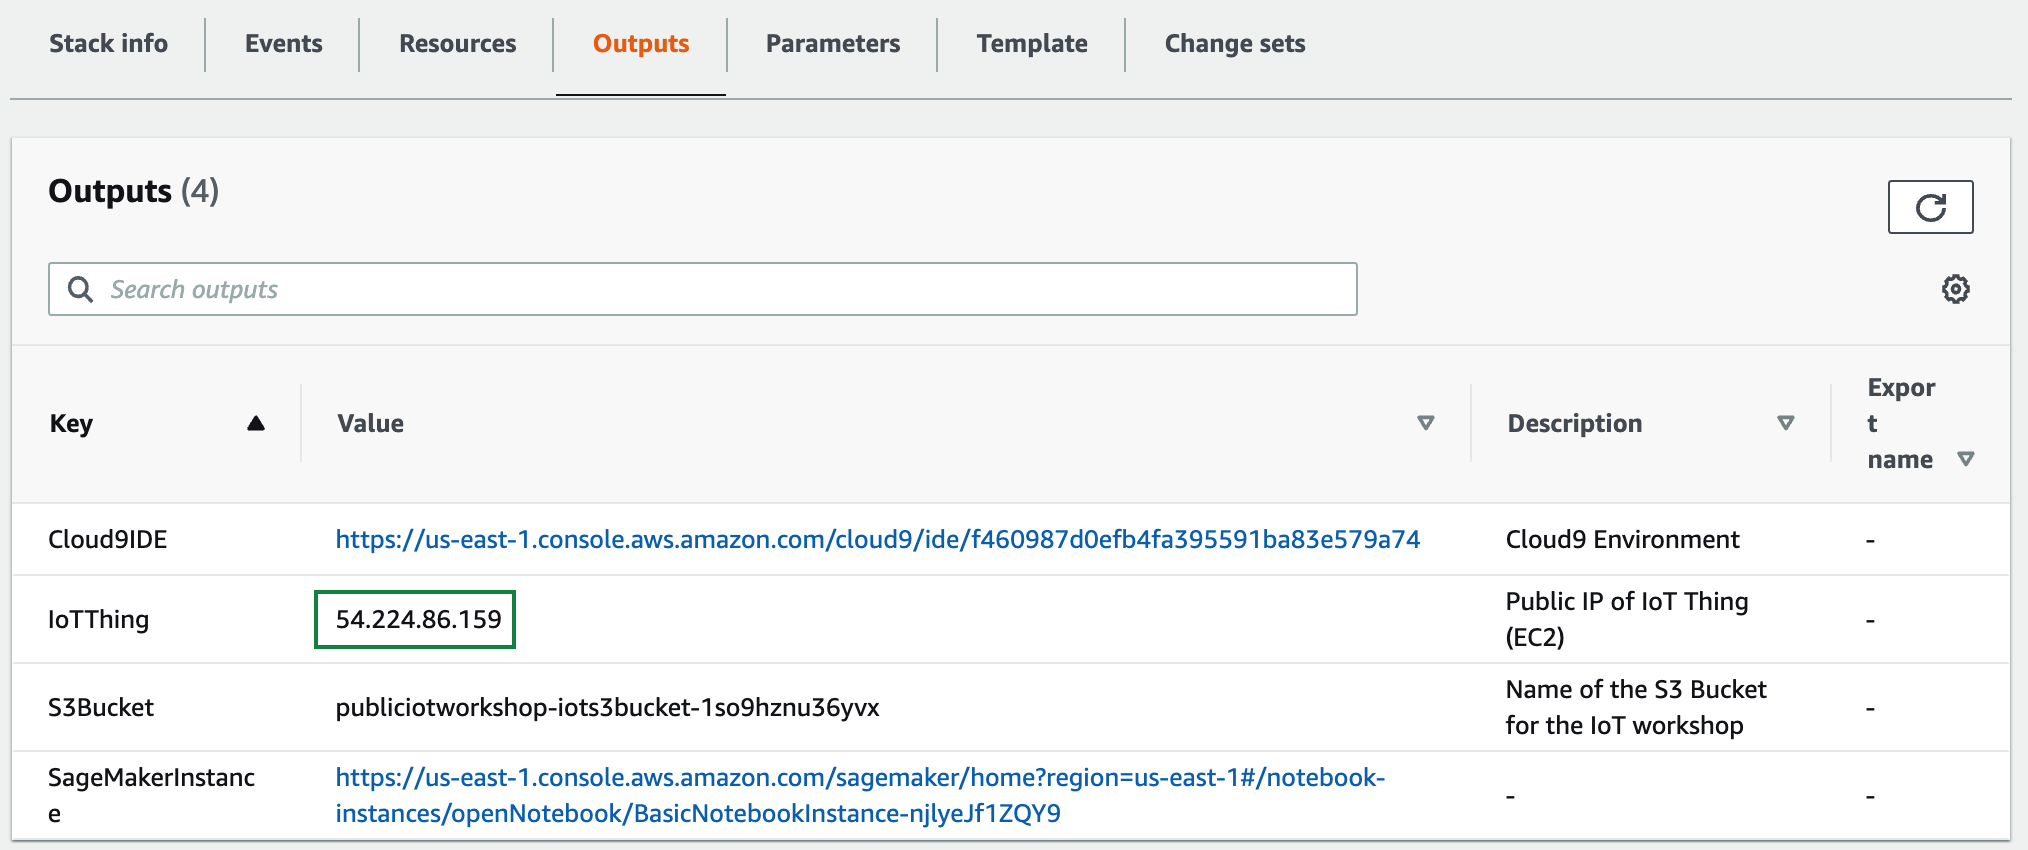 Stack info
Events
Resources
Outputs
Parameters
Template
Change sets
Outputs (4)
Search outputs
Key
Value
Description
Expor
t
name
Cloud9IDE
https://us-east-1.console.aws.amazon.com/cloud9/ide/f460987d0efb4fa395591ba83e579a74
Cloud9 Environment
-
IoTThing
54.224.86.159
Public IP of IoT Thing
(EC2)
-
S3Bucket
publiciotworkshop-iots3bucket-1so9hznu36yvx
Name of the S3 Bucket
for the IoT workshop
-
SageMakerInstanc
e
https://us-east-1.console.aws.amazon.com/sagemaker/home?region=us-east-1#/notebook-
instances/openNotebook/BasicNotebookInstance-njlyeJf1ZQY9
-
-